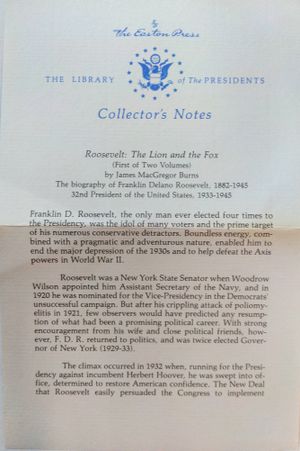 The Easton Press
THE LIBRARY of The PRESIDENTS
Collector's Notes
Roosevelt: The Lion and the Fox
(First of Two Volumes)
by James MacGregor Burns
The biography of Franklin Delano Roosevelt, 1882-1945
32nd President of the United States, 1933-1945
Franklin D. Roosevelt, the only man ever elected four times to
the Presidency, was the idol of many voters and the prime target
of his numerous conservative detractors. Boundless energy, com-
bined with a pragmatic and adventurous nature, enabled him to
end the major depression of the 1930s and to help defeat the Axis
powers in World War II.
Roosevelt was a New York State Senator when Woodrow
Wilson appointed him Assistant Secretary of the Navy, and in
1920 he was nominated for the Vice-Presidency in the Democrats'
unsuccessful campaign. But after his crippling attack of poliomy-
elitis in 1921, few observers would have predicted any resump-
tion of what had been a promising political career. With strong
encouragement from his wife and close political friends, how-
ever, F. D. R. returned to politics, and was twice elected Gover-
nor of New York (1929-33).
The climax occurred in 1932 when, running for the Presi-
dency against incumbent Herbert Hoover, he was swept into of-
fice, determined to restore American confidence. The New Deal
that Roosevelt easily persuaded the Congress to implement